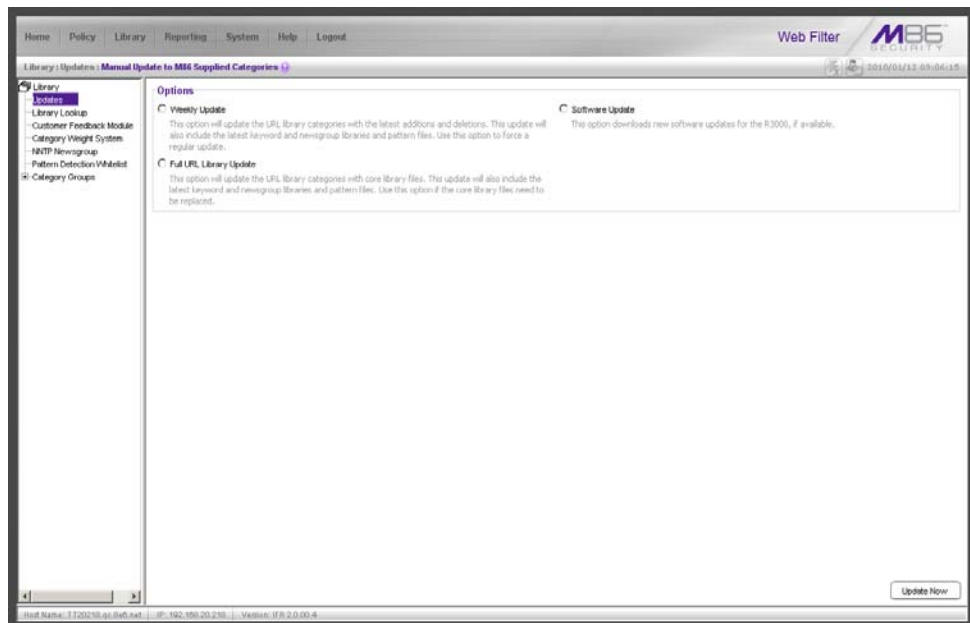 Home Policy Library Reporting System Help Logout
Web Filter
M86 SECURITY
Library : Updates : Manual Update to M86 Supplied Categories
2010/01/12 09:06:15
Library
Updates
Library Lookup
Customer Feedback Module
Category Weight System
NNTP Newsgroup
Pattern Detection Whitelist
Category Groups
Options
Weekly Update
This option will update the URL library categories with the latest additions and deletions. This update will
also include the latest keyword and newsgroup libraries and pattern files. Use this option to force a
regular update.
Full URL Library Update
This option will update the URL library categories with core library files. This update will also include the
latest keyword and newsgroup libraries and pattern files. Use this option if the core library files need to
be replaced.
Software Update
This option downloads new software updates for the R3000, if available.
Update Now
Host Name: IP: 192.168.20.210 Version: IFR 2.0.00.4